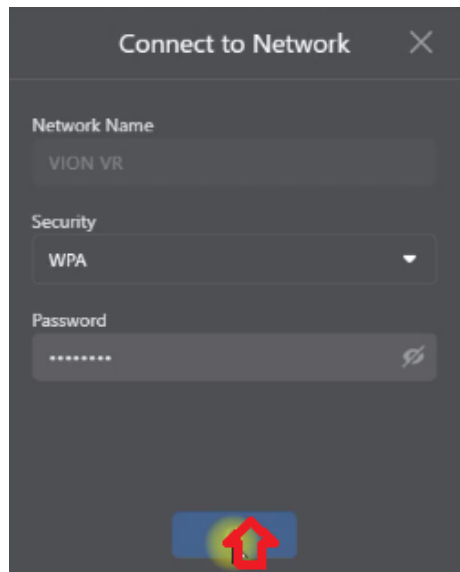 Connect to Network
Network Name
VION VR
Security
WPA
Password
••••••••